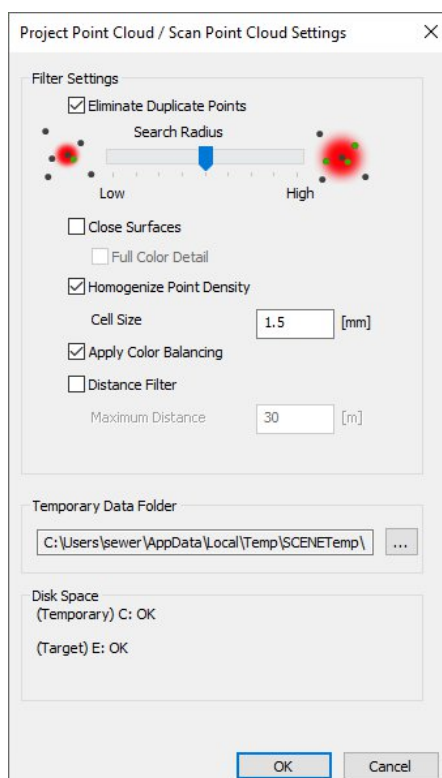 Project Point Cloud / Scan Point Cloud Settings
Filter Settings
Eliminate Duplicate Points
Search Radius
Low High
Close Surfaces
Full Color Detail
Homogenize Point Density
Cell Size 1.5 [mm]
Apply Color Balancing
Distance Filter
Maximum Distance 30 [m]
Temporary Data Folder
C:\Users\sewer\AppData\Local\Temp\SCENETemp\ ...
Disk Space
(Temporary) C: OK
(Target) E: OK
OK Cancel